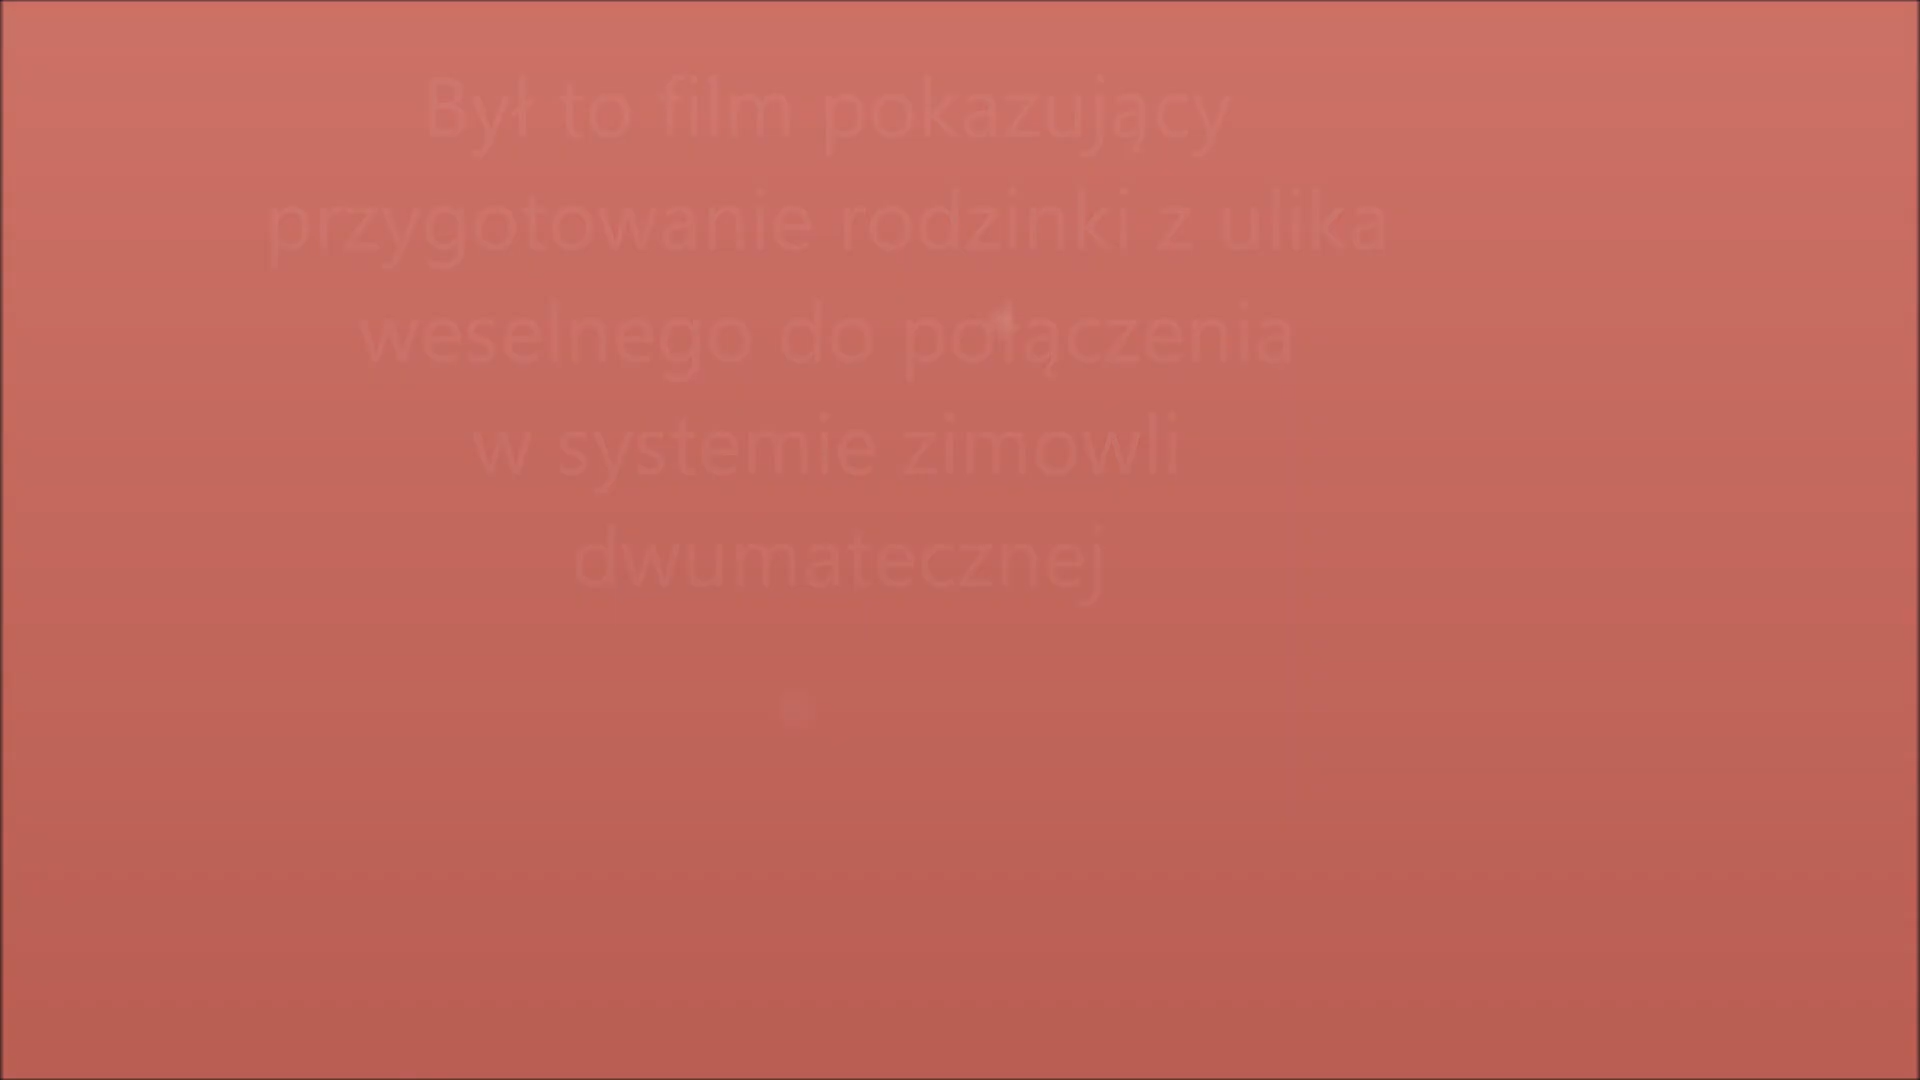 Był to film pokazujący
przygotowanie rodzinki z ulika
weselnego do połączenia
w systemie zimowli
dwumatecznej